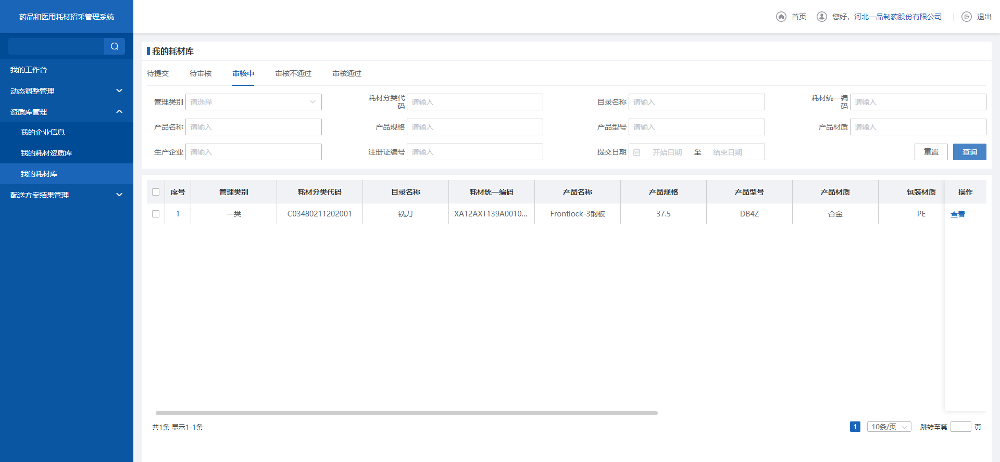 药品和医用耗材招采管理系统
首页
您好，河北一品制药股份有限公司
退出
我的工作台
动态调整管理
资质库管理
我的企业信息
我的耗材资质库
我的耗材库
配送方案结果管理
我的耗材库
待提交 待审核 审核中 审核不通过 审核通过
管理类别 请选择 耗材分类代码 请输入 目录名称 请输入 耗材统一编码 请输入
产品名称 请输入 产品规格 请输入 产品型号 请输入 产品材质 请输入
生产企业 请输入 注册证编号 请输入 提交日期 开始日期 至 结束日期 重置 查询
序号 管理类别 耗材分类代码 目录名称 耗材统一编码 产品名称 产品规格 产品型号 产品材质 包装材质 操作
1 一类 C03480211202001 铣刀 XA12AXT139A0010... Frontlock-3钢板 37.5 DB4Z 合金 PE 查看
共1条 显示1-1条 1 10条/页 跳转至第 页